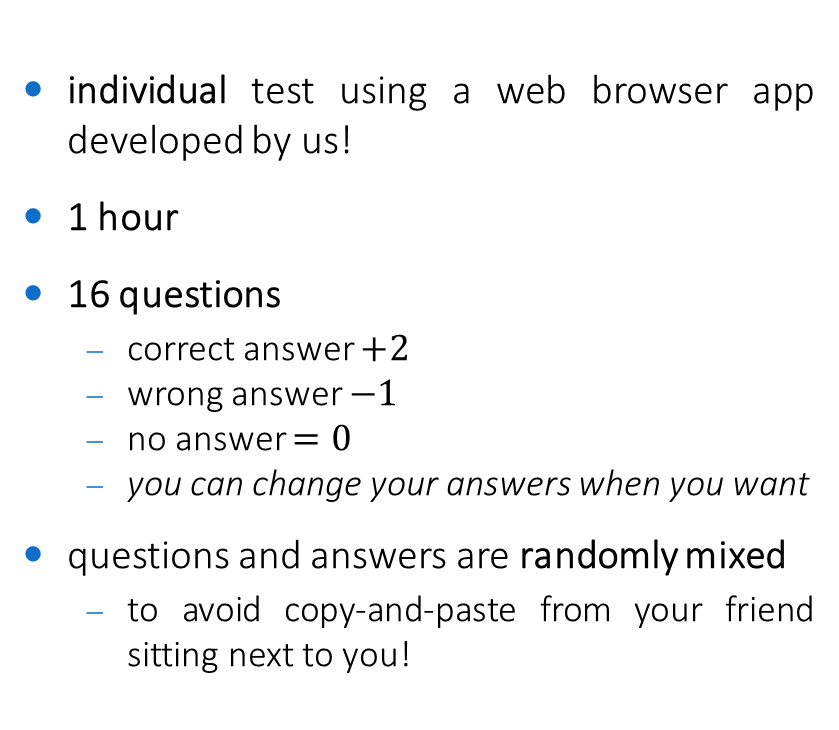 • individual test using a web browser app
developed by us!
• 1 hour
• 16 questions
– correct answer +2
– wrong answer −1
– no answer = 0
– you can change your answers when you want
• questions and answers are randomly mixed
– to avoid copy-and-paste from your friend
sitting next to you!